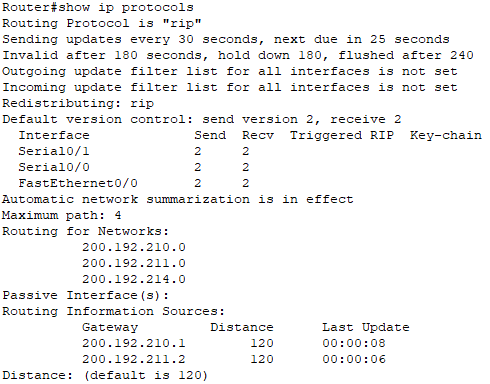 Router#show ip protocols
Routing Protocol is "rip"
Sending updates every 30 seconds, next due in 25 seconds
Invalid after 180 seconds, hold down 180, flushed after 240
Outgoing update filter list for all interfaces is not set
Incoming update filter list for all interfaces is not set
Redistributing: rip
Default version control: send version 2, receive 2
  Interface             Send  Recv  Triggered RIP  Key-chain
  Serial0/1             2     2
  Serial0/0             2     2
  FastEthernet0/0       2     2
Automatic network summarization is in effect
Maximum path: 4
Routing for Networks:
          200.192.210.0
          200.192.211.0
          200.192.214.0
Passive Interface(s):
Routing Information Sources:
          Gateway         Distance      Last Update
          200.192.210.1        120      00:00:08
          200.192.211.2        120      00:00:06
Distance: (default is 120)